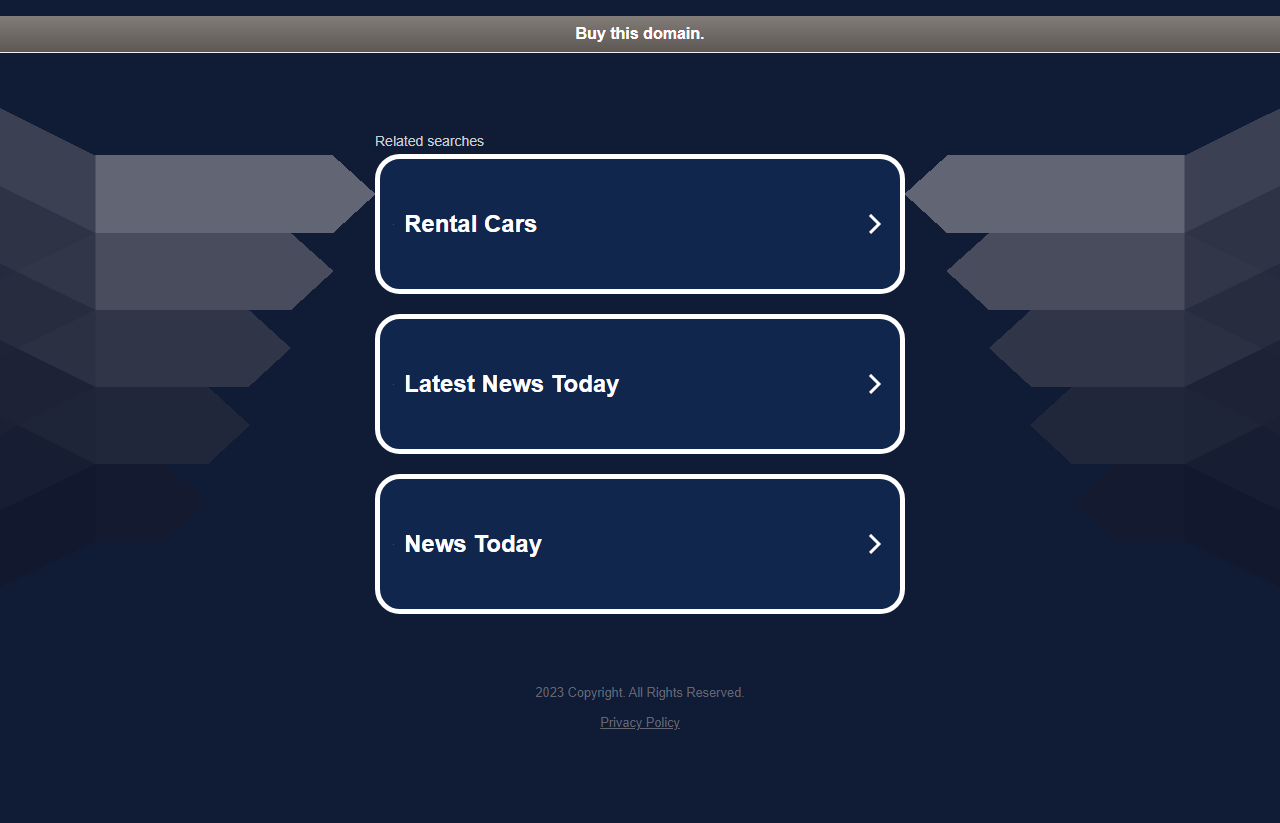 Buy this domain.
Related searches
Rental Cars
Latest News Today
News Today
2023 Copyright. All Rights Reserved.
Privacy Policy